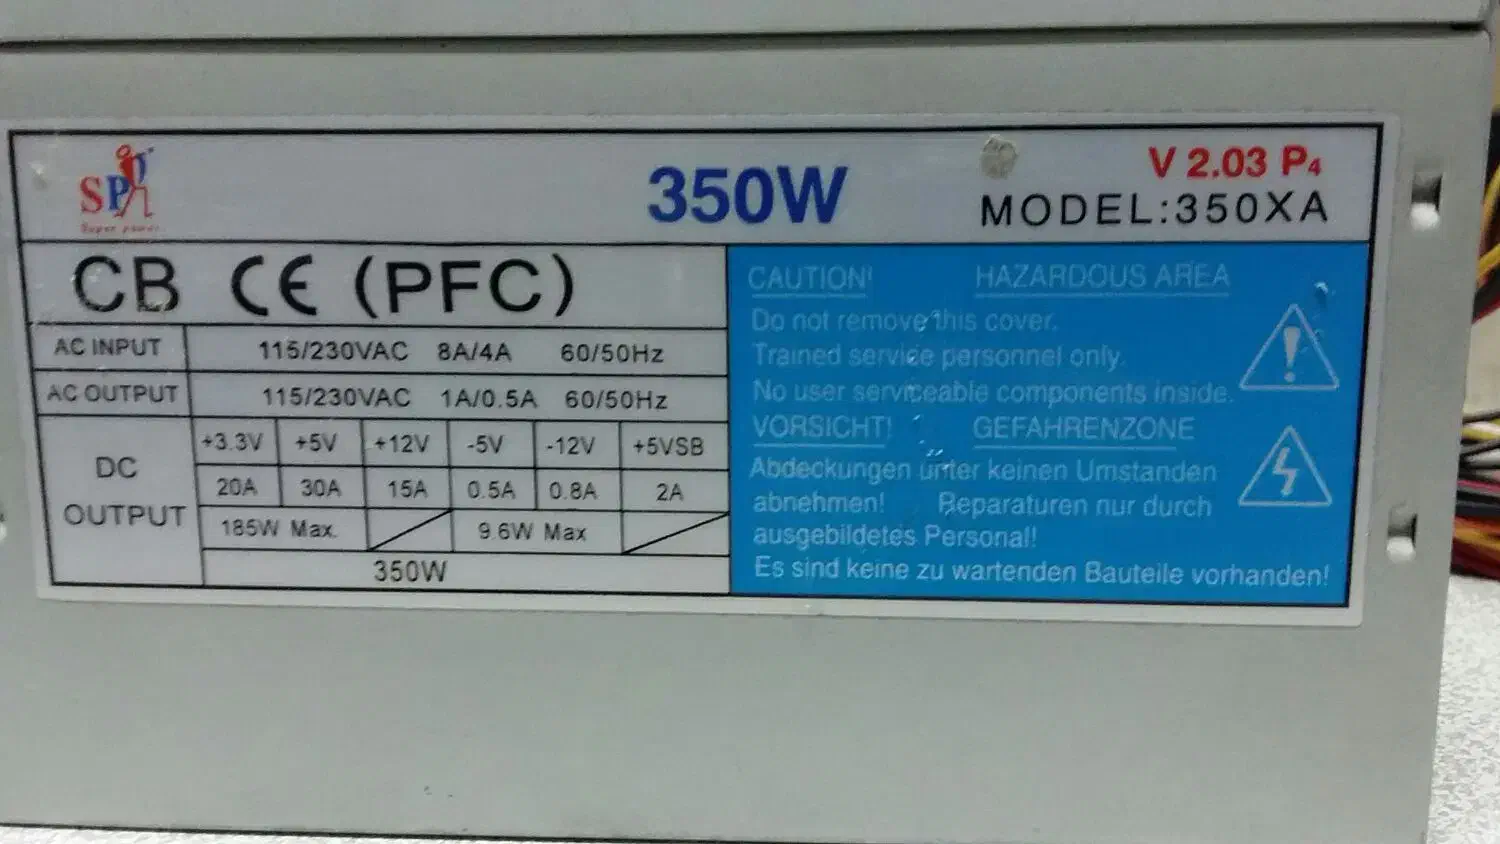 SP
Super power
350W
V 2.03 P4
MODEL:350XA
CB CE (PFC)
AC INPUT 115/230VAC 8A/4A 60/50Hz
AC OUTPUT 115/230VAC 1A/0.5A 60/50Hz
DC OUTPUT
+3.3V +5V +12V -5V -12V +5VSB
20A 30A 15A 0.5A 0.8A 2A
185W Max. 9.6W Max
350W
CAUTION! HAZARDOUS AREA
Do not remove this cover.
Trained service personnel only.
No user serviceable components inside.
VORSICHT! GEFAHRENZONE
Abdeckungen unter keinen Umstanden
abnehmen! Reparaturen nur durch
ausgebildetes Personal!
Es sind keine zu wartenden Bauteile vorhanden!